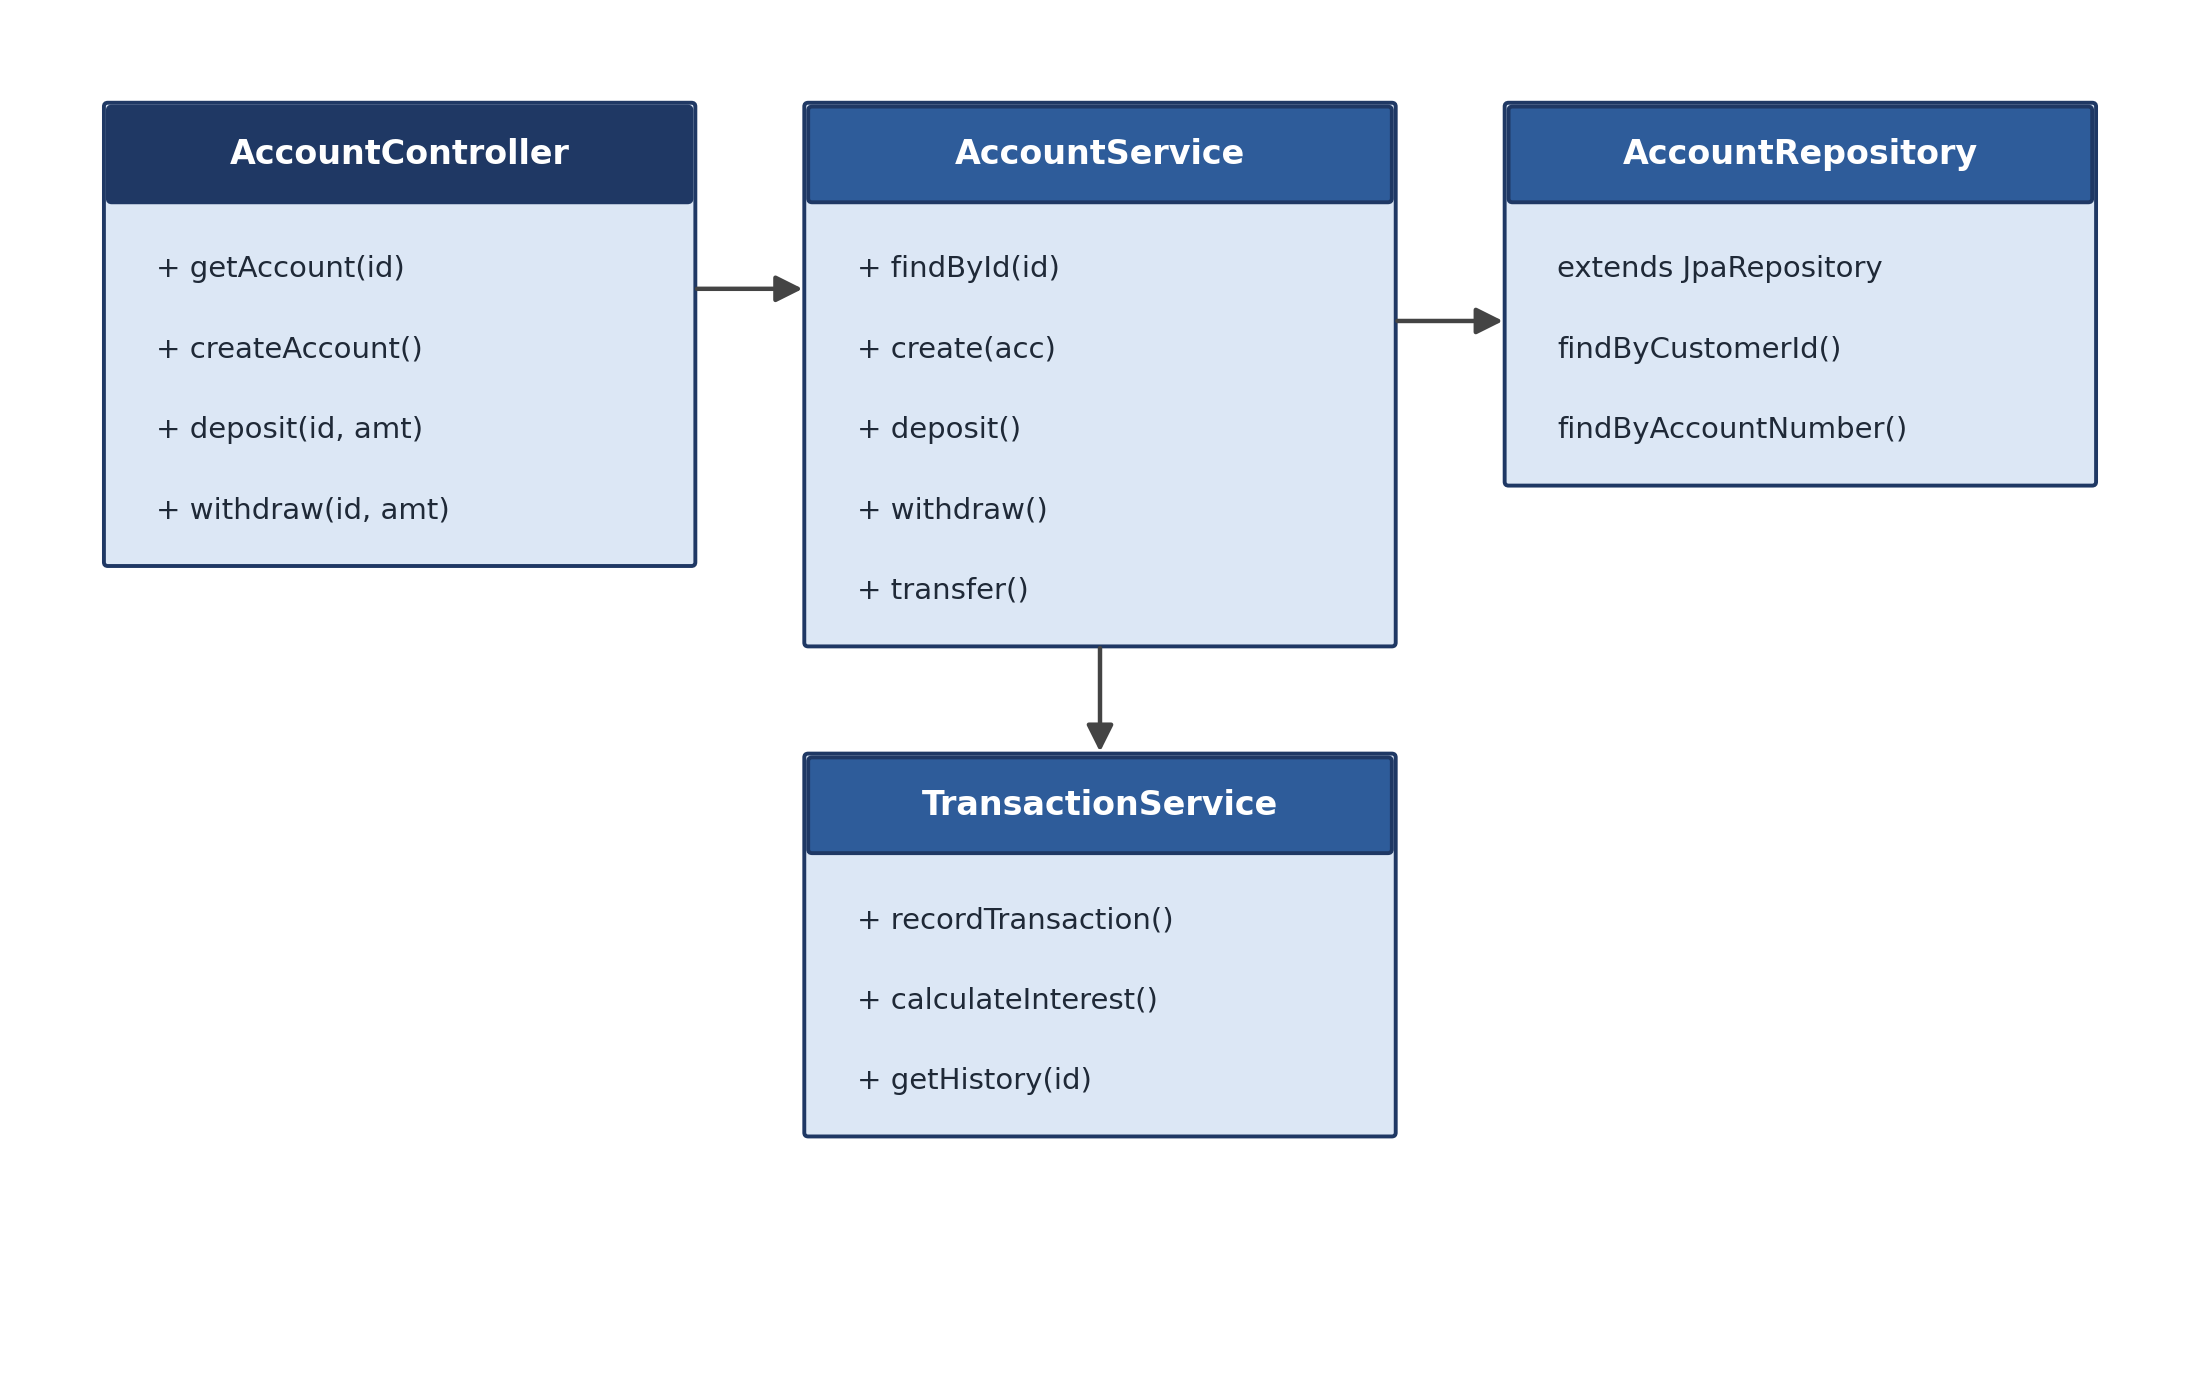 AccountController
+ getAccount(id)
+ createAccount()
+ deposit(id, amt)
+ withdraw(id, amt)
AccountService
+ findById(id)
+ create(acc)
+ deposit()
+ withdraw()
+ transfer()
AccountRepository
extends JpaRepository
findByCustomerId()
findByAccountNumber()
TransactionService
+ recordTransaction()
+ calculateInterest()
+ getHistory(id)